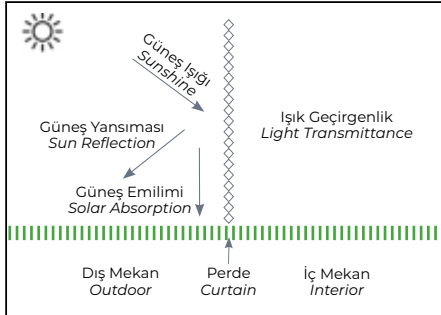 Güneş Işığı
Sunshine
Güneş Yansıması
Sun Reflection
Işık Geçirgenlik
Light Transmittance
Güneş Emilimi
Solar Absorption
Dış Mekan
Outdoor
Perde
Curtain
İç Mekan
Interior